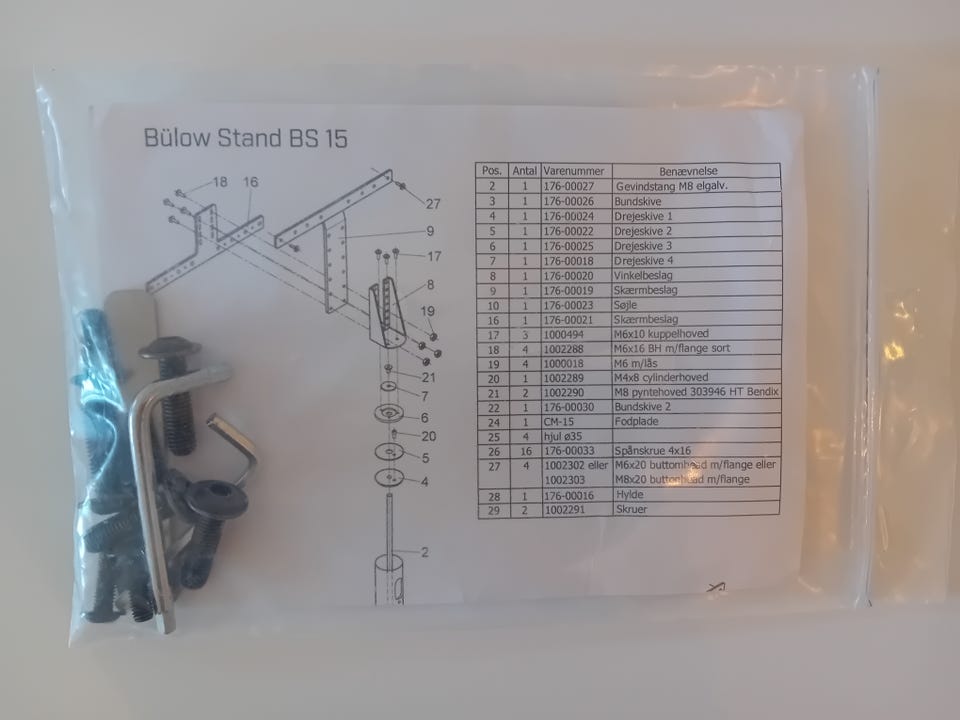 Bülow Stand BS 15
18 16
27
9
17
8
19
21
7
6
20
5
4
2
Pos. Antal Varenummer Benævnelse
2 1 176-00027 Gevindstang M8 elgalv.
3 1 176-00026 Bundskive
4 1 176-00024 Drejeskive 1
5 1 176-00022 Drejeskive 2
6 1 176-00025 Drejeskive 3
7 1 176-00018 Drejeskive 4
8 1 176-00020 Vinkelbeslag
9 1 176-00019 Skærmbeslag
10 1 176-00023 Søjle
16 1 176-00021 Skærmbeslag
17 3 1000494 M6x10 kuppelhoved
18 4 1002288 M6x16 BH m/flange sort
19 4 1000018 M6 m/lås
20 1 1002289 M4x8 cylinderhoved
21 2 1002290 M8 pyntehoved 303946 HT Bendix
22 1 176-00030 Bundskive 2
24 1 CM-15 Fodplade
25 4 hjul ø35
26 16 176-00033 Spånskrue 4x16
27 4 1002302 eller M6x20 buttomhead m/flange eller
1002303 M8x20 buttonhead m/flange
28 1 176-00016 Hylde
29 2 1002291 Skruer